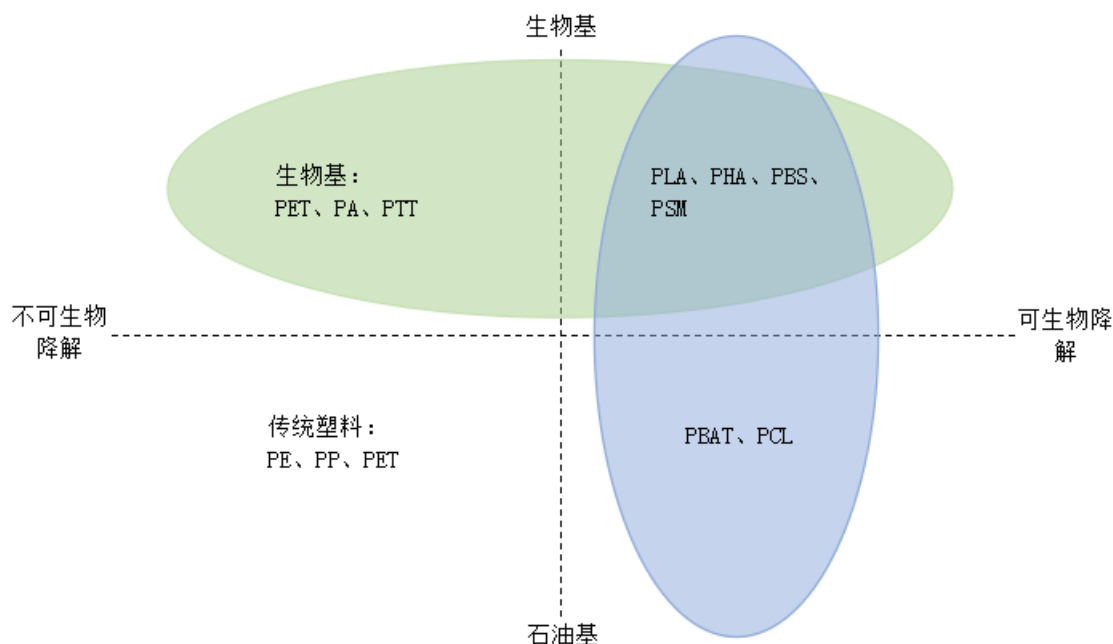 生物基
生物基：
PET、PA、PTT
PLA、PHA、PBS、
PSM
不可生物
降解
可生物降
解
传统塑料：
PE、PP、PET
PBAT、PCL
石油基